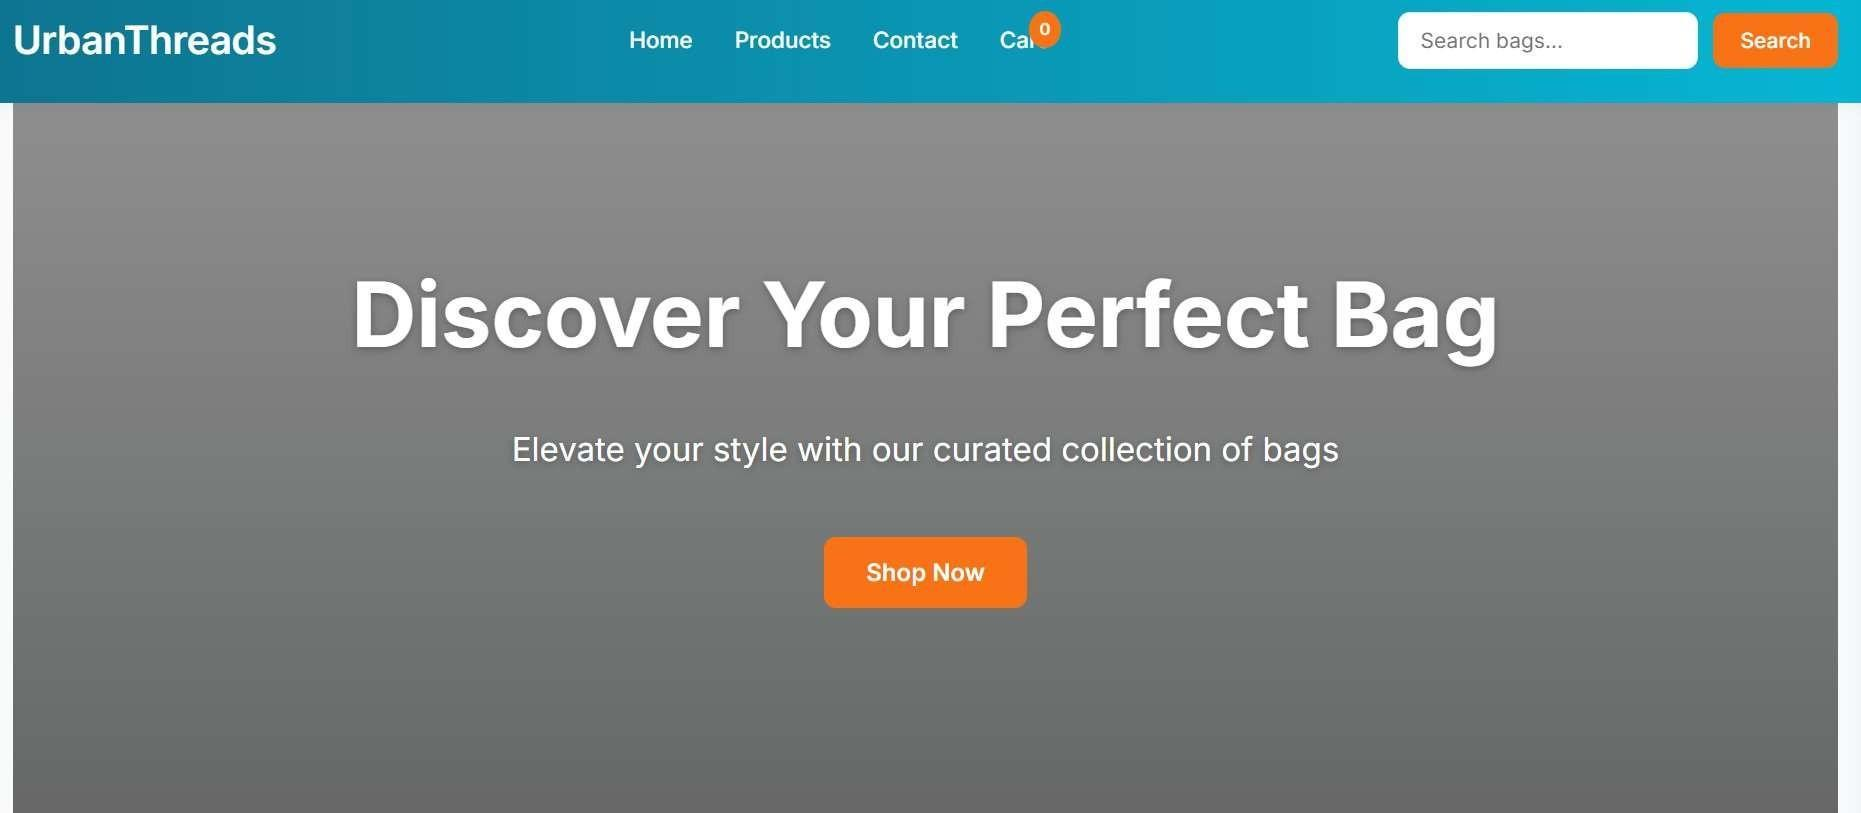 UrbanThreads
Home Products Contact 0
Search bags... Search
Discover Your Perfect Bag
Elevate your style with our curated collection of bags
Shop Now